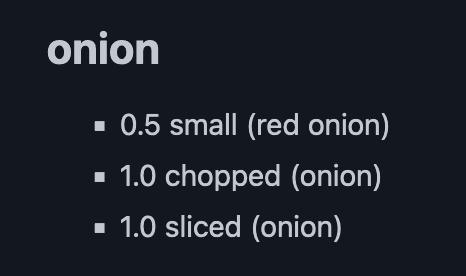 onion
▪ 0.5 small (red onion)
▪ 1.0 chopped (onion)
▪ 1.0 sliced (onion)